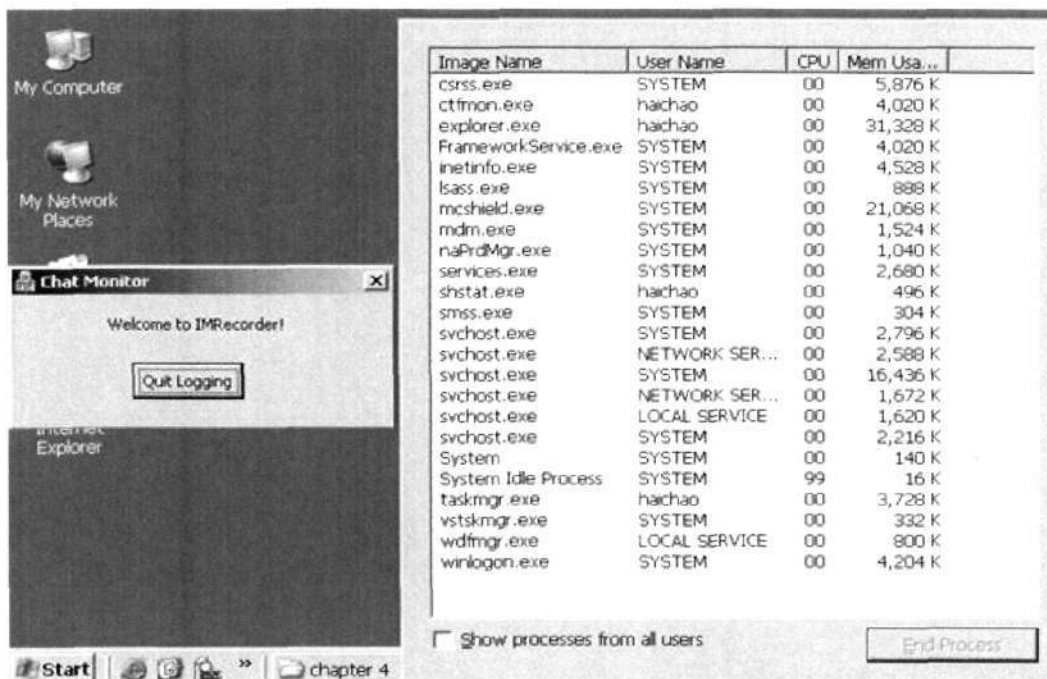 My Computer
My Network
Places
Chat Monitor
Welcome to IMRecorder!
Quit Logging
Explorer
Start
»
chapter 4
Image Name User Name CPU Mem Usa...
csrss.exe SYSTEM 00 5,876 K
ctfmon.exe haichao 00 4,020 K
explorer.exe haichao 00 31,328 K
FrameworkService.exe SYSTEM 00 4,020 K
inetinfo.exe SYSTEM 00 4,528 K
lsass.exe SYSTEM 00 888 K
mcshield.exe SYSTEM 00 21,068 K
mdm.exe SYSTEM 00 1,524 K
naPrdMgr.exe SYSTEM 00 1,040 K
services.exe SYSTEM 00 2,680 K
shstat.exe haichao 00 496 K
smss.exe SYSTEM 00 304 K
svchost.exe SYSTEM 00 2,796 K
svchost.exe NETWORK SER... 00 2,588 K
svchost.exe SYSTEM 00 16,436 K
svchost.exe NETWORK SER... 00 1,672 K
svchost.exe LOCAL SERVICE 00 1,620 K
svchost.exe SYSTEM 00 2,216 K
System SYSTEM 00 140 K
System Idle Process SYSTEM 99 16 K
taskmgr.exe haichao 00 3,728 K
vstskmgr.exe SYSTEM 00 332 K
wdfmgr.exe LOCAL SERVICE 00 800 K
winlogon.exe SYSTEM 00 4,204 K
Show processes from all users
End Process